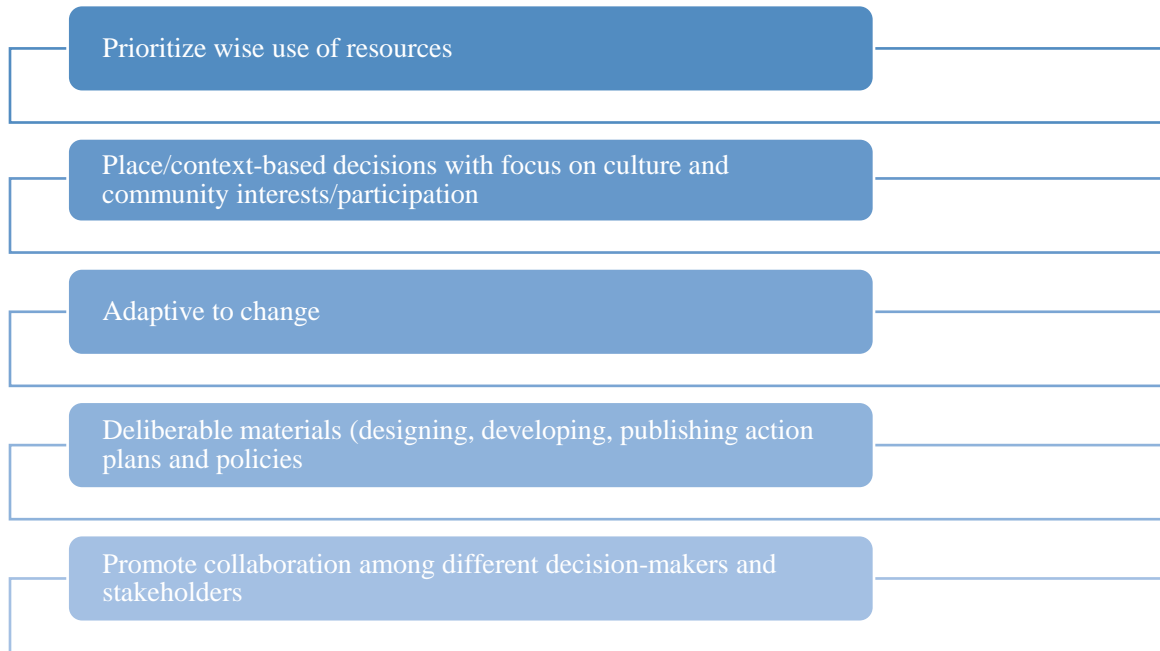 Prioritize wise use of resources
Place/context-based decisions with focus on culture and
community interests/participation
Adaptive to change
Deliberable materials (designing, developing, publishing action
plans and policies
Promote collaboration among different decision-makers and
stakeholders